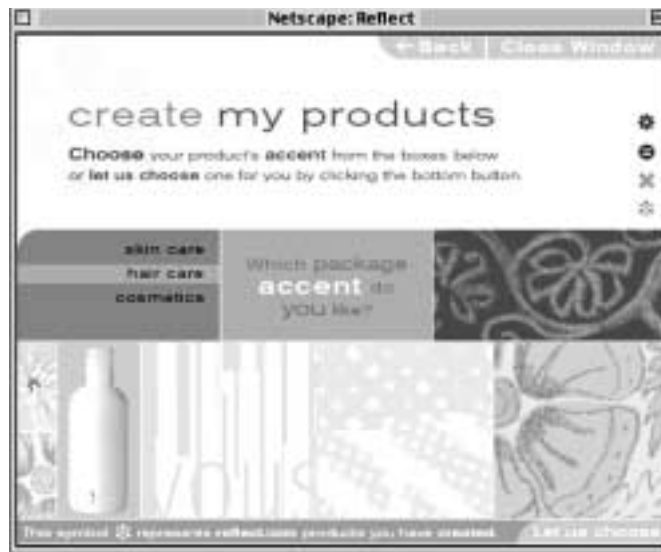 Netscape: Reflect
← Back | Close Window
create my products
Choose your product's accent from the boxes below
or let us choose one for you by clicking the bottom button
skin care
hair care
cosmetics
Which package
accent do
you like?
This symbol represents reflect.com products you have created.
Let us choose